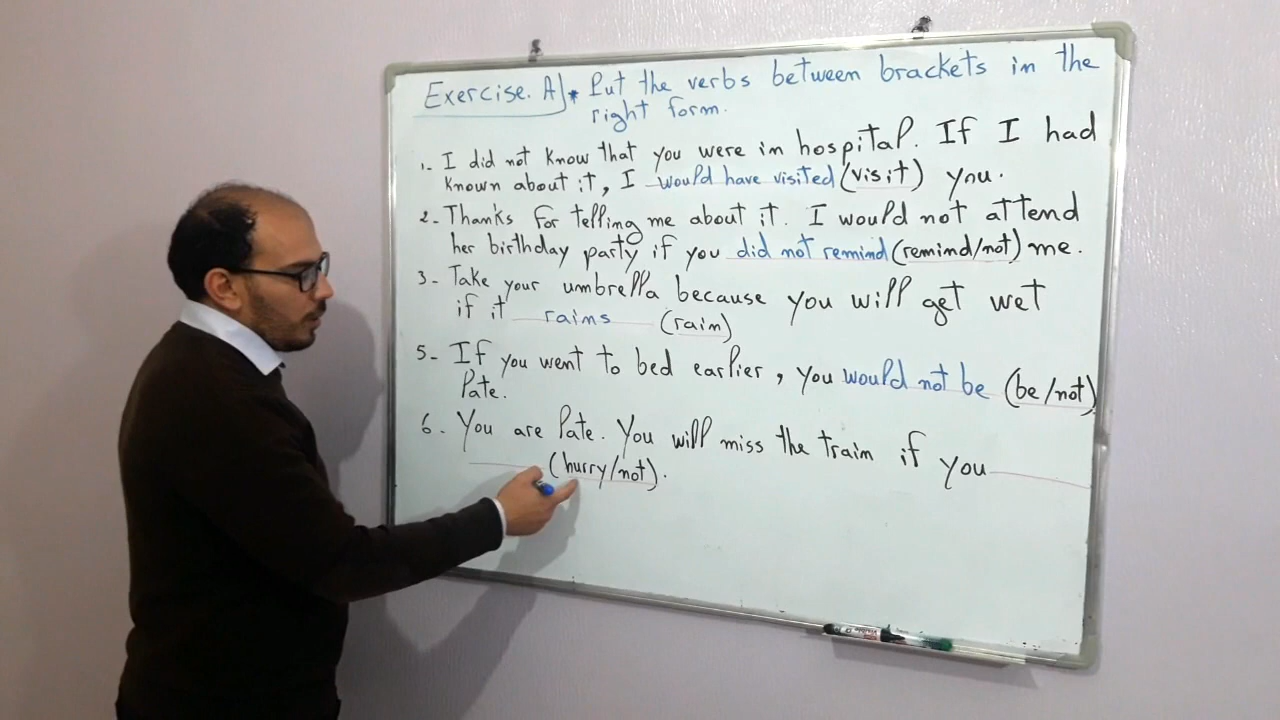 Exercise. A) * Put the verbs between brackets in the
right form.
1. I did not know that you were in hospital. If I had
known about it, I would have visited (visit) you.
2. Thanks for telling me about it. I would not attend
her birthday party if you did not remind (remind/not) me.
3. Take your umbrella because you will get wet
if it rains (rain)
5. If you went to bed earlier, you would not be (be/not)
late.
6. You are late. You will miss the train if you
(hurry/not).